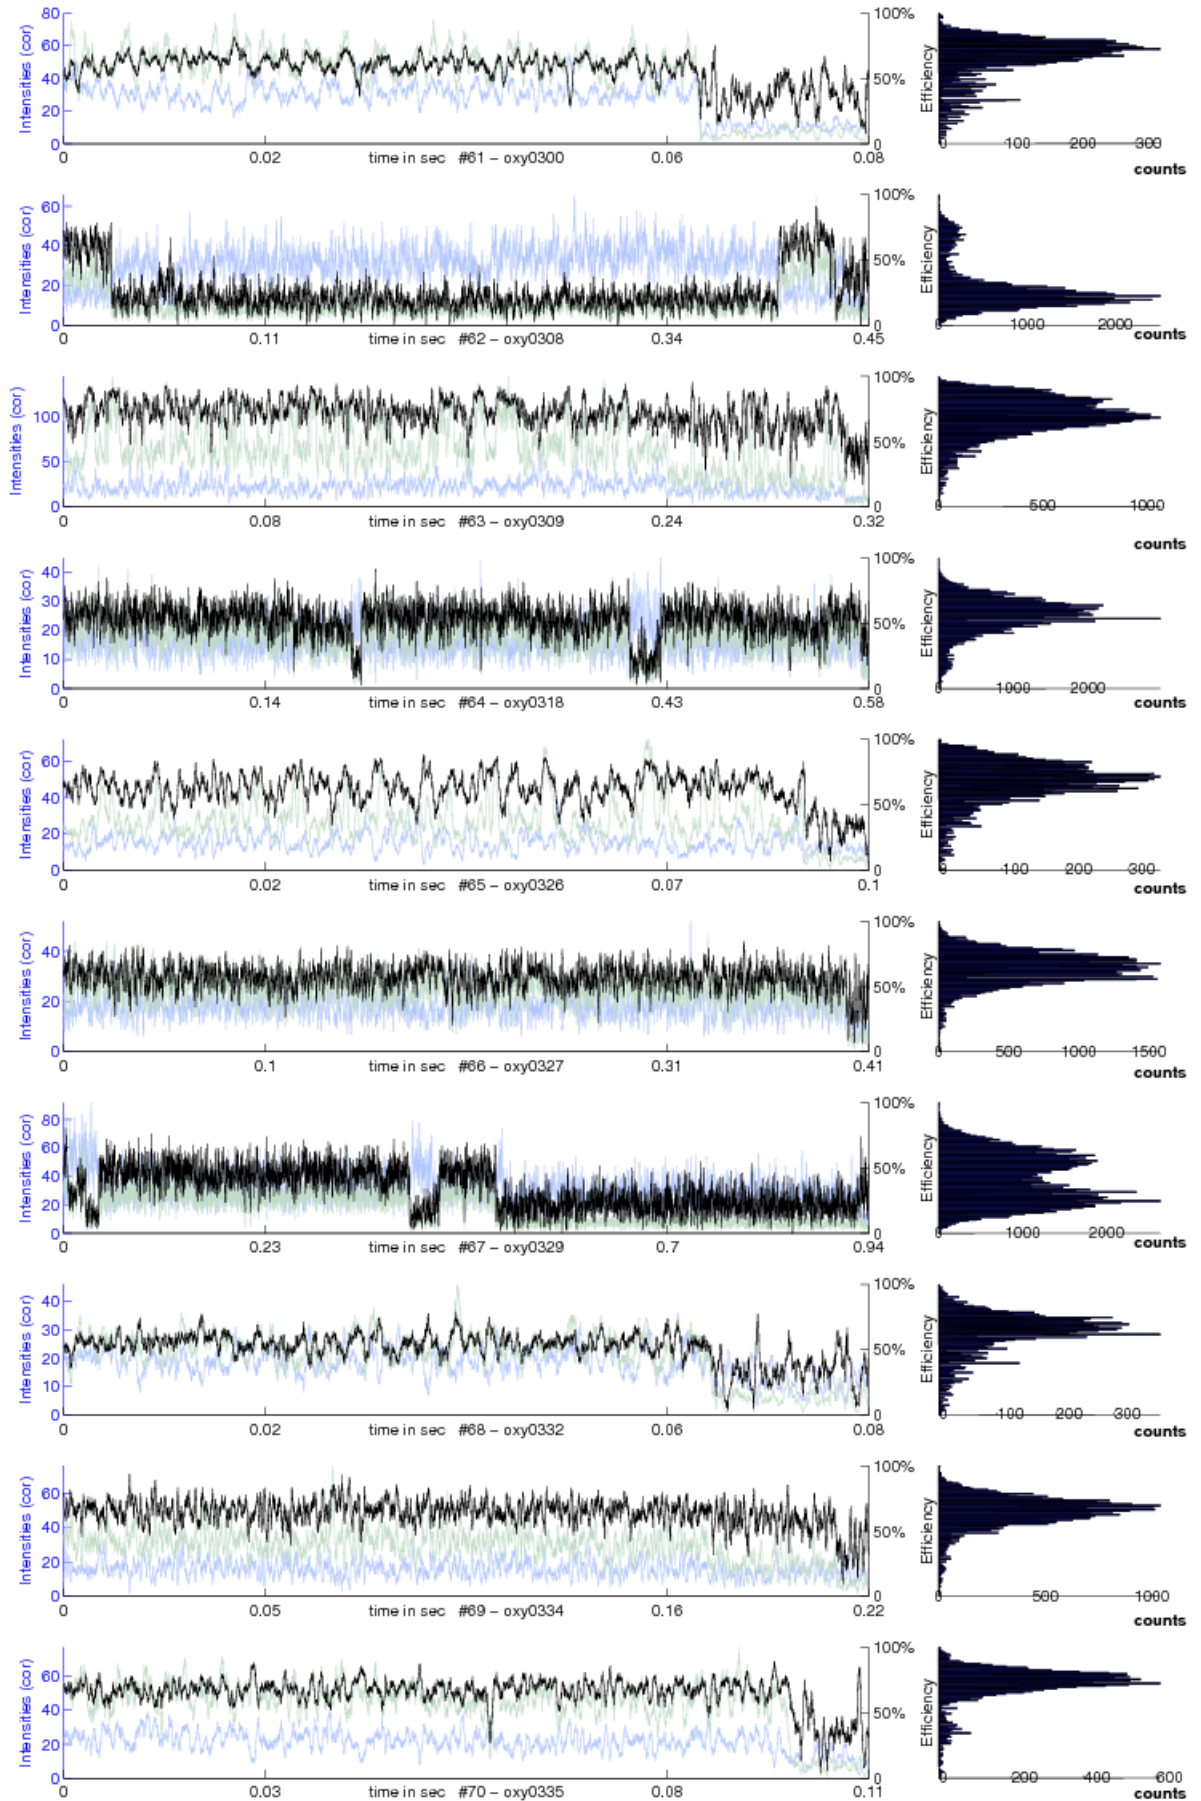 80 60 40 20 0
Intensities (cor)
100% 50% 0
Efficiency
0 0.02 time in sec #61 – oxy0300 0.06 0.08
0 100 200 300
counts
60 40 20 0
Intensities (cor)
100% 50% 0
Efficiency
0 0.11 time in sec #62 – oxy0308 0.34 0.45
0 1000 2000
counts
100 50 0
Intensities (cor)
100% 50% 0
Efficiency
0 0.08 time in sec #63 – oxy0309 0.24 0.32
0 500 1000
counts
40 30 20 10 0
Intensities (cor)
100% 50% 0
Efficiency
0 0.14 time in sec #64 – oxy0318 0.43 0.58
0 1000 2000
counts
60 40 20 0
Intensities (cor)
100% 50% 0
Efficiency
0 0.02 time in sec #65 – oxy0326 0.07 0.1
0 100 200 300
counts
40 20 0
Intensities (cor)
100% 50% 0
Efficiency
0 0.1 time in sec #66 – oxy0327 0.31 0.41
0 500 1000 1500
counts
80 60 40 20 0
Intensities (cor)
100% 50% 0
Efficiency
0 0.23 time in sec #67 – oxy0329 0.7 0.94
0 1000 2000
counts
40 30 20 10 0
Intensities (cor)
100% 50% 0
Efficiency
0 0.02 time in sec #68 – oxy0332 0.06 0.08
0 100 200 300
counts
60 40 20 0
Intensities (cor)
100% 50% 0
Efficiency
0 0.05 time in sec #69 – oxy0334 0.16 0.22
0 500 1000
counts
60 40 20 0
Intensities (cor)
100% 50% 0
Efficiency
0 0.03 time in sec #70 – oxy0335 0.08 0.11
0 200 400 600
counts